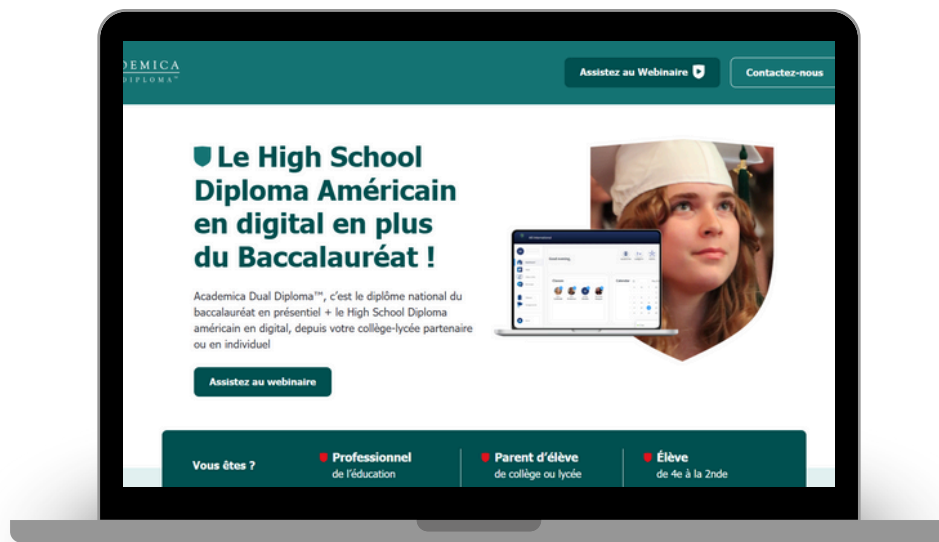 DEMICA
DIPLOMA™
Assistez au Webinaire
Contactez-nous
Le High School
Diploma Américain
en digital en plus
du Baccalauréat !
Academica Dual Diploma™, c'est le diplôme national du
baccalauréat en présentiel + le High School Diploma
américain en digital, depuis votre collège-lycée partenaire
ou en individuel
Assistez au webinaire
Vous êtes ?
Professionnel
de l'éducation
Parent d'élève
de collège ou lycée
Élève
de 4e à la 2nde